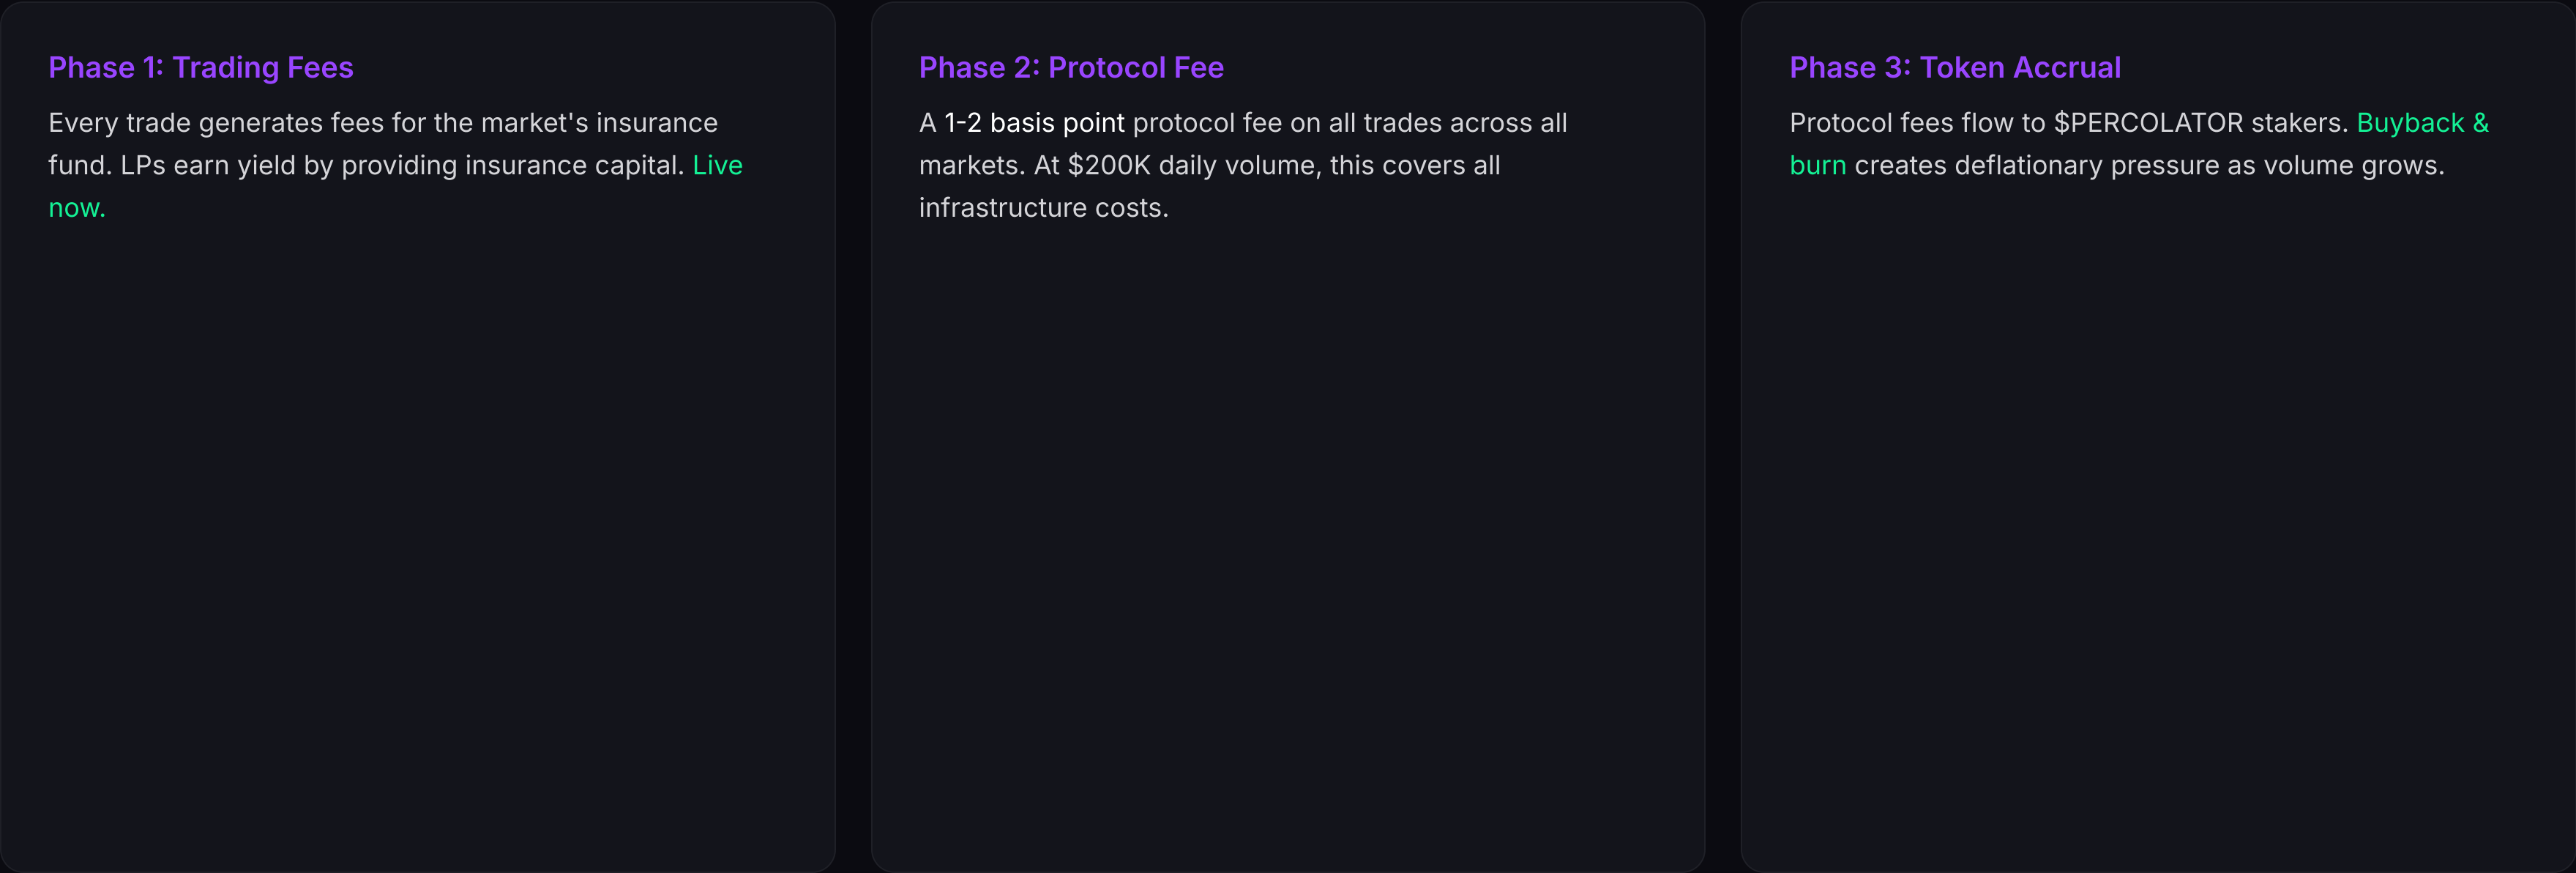 Phase 1: Trading Fees
Every trade generates fees for the market's insurance
fund. LPs earn yield by providing insurance capital. Live
now.
Phase 2: Protocol Fee
A 1-2 basis point protocol fee on all trades across all
markets. At $200K daily volume, this covers all
infrastructure costs.
Phase 3: Token Accrual
Protocol fees flow to $PERCOLATOR stakers. Buyback &
burn creates deflationary pressure as volume grows.